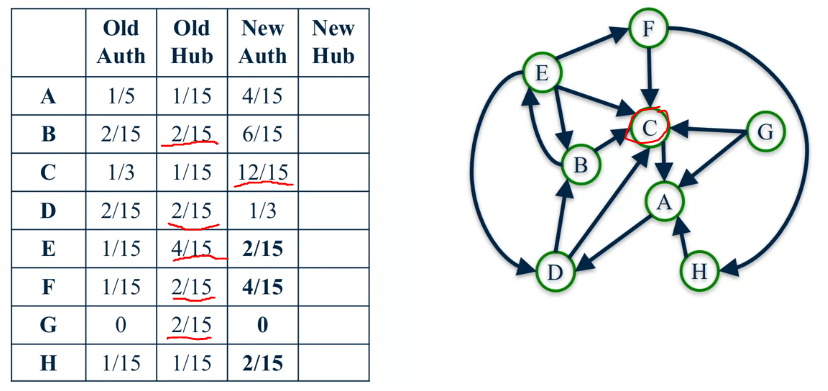 Old Auth Old Hub New Auth New Hub
A 1/5 1/15 4/15
B 2/15 2/15 6/15
C 1/3 1/15 12/15
D 2/15 2/15 1/3
E 1/15 4/15 2/15
F 1/15 2/15 4/15
G 0 2/15 0
H 1/15 1/15 2/15
F
E
C
G
B
A
D
H